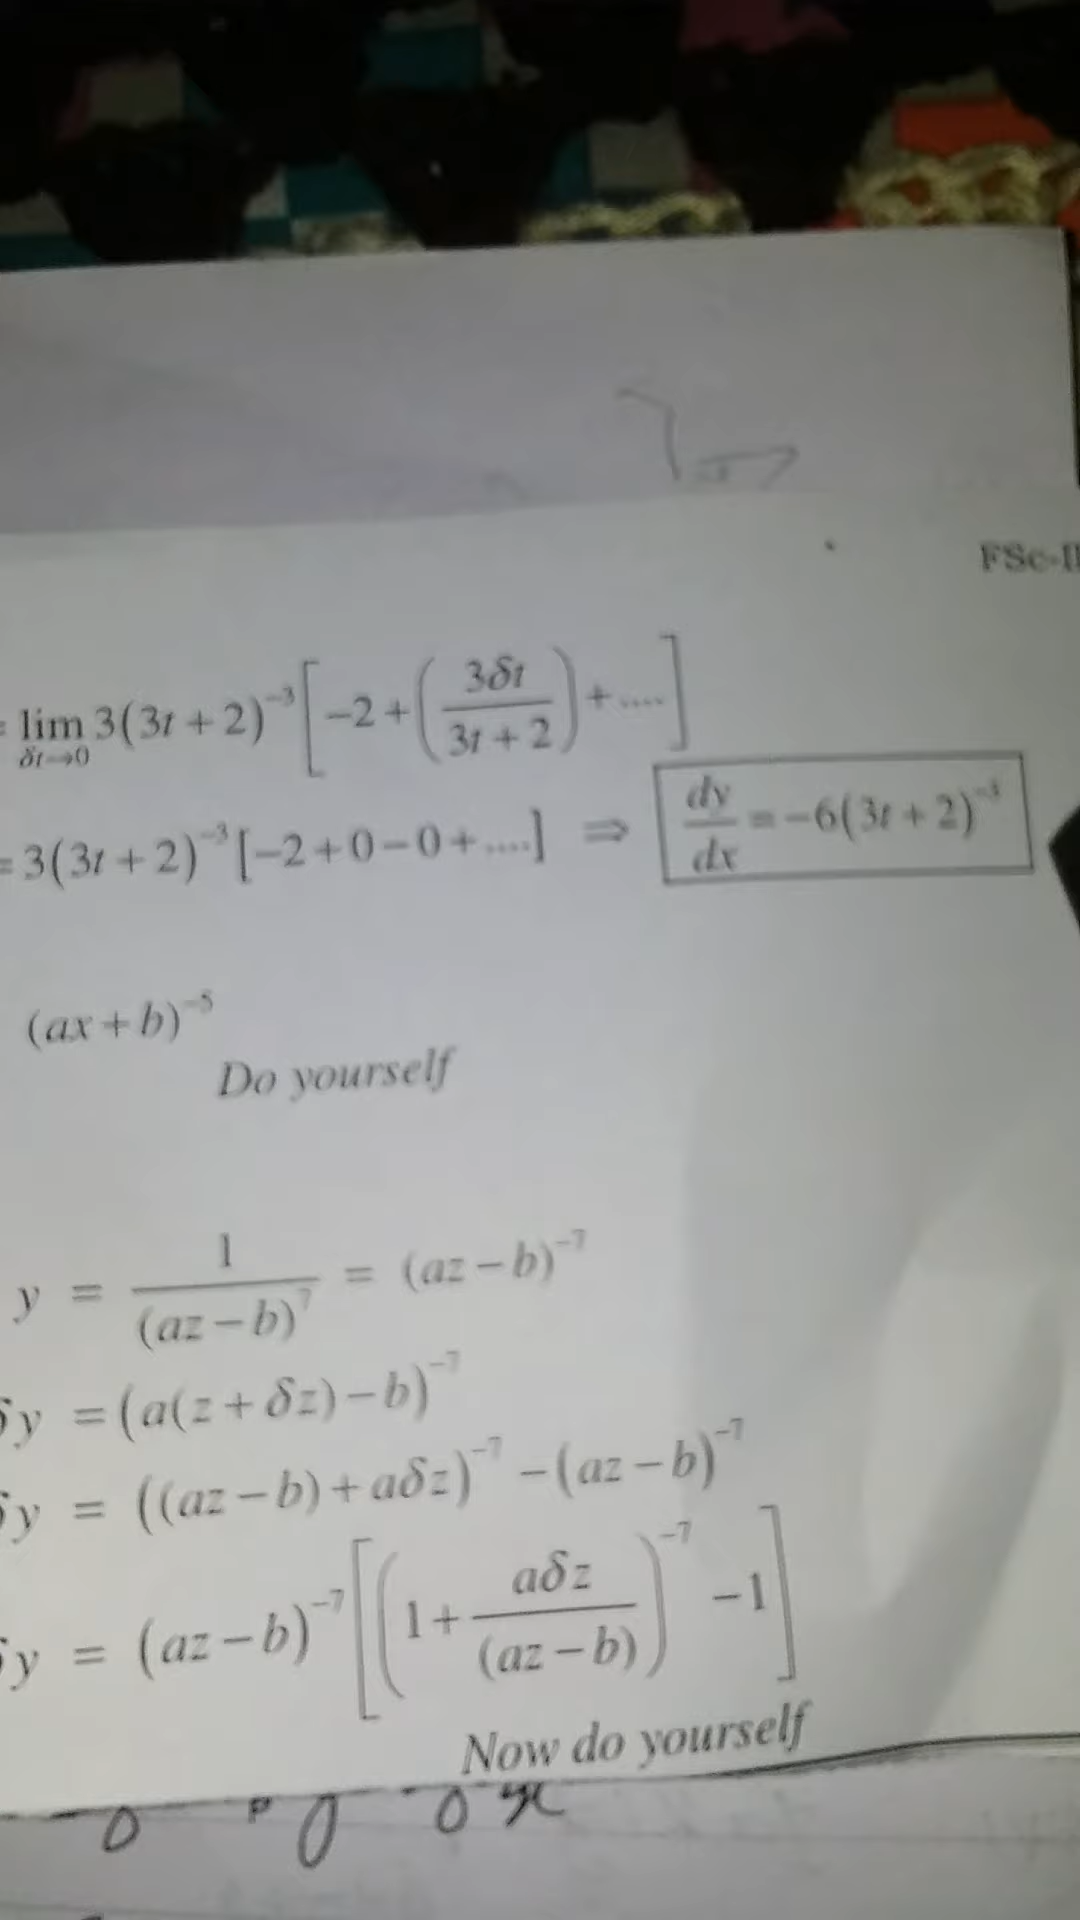 FSc-II
= lim 3(3t + 2)⁻³ [−2 + (3δt / 3t + 2) + ....]
δt→0
= 3(3t + 2)⁻³ [−2 + 0 − 0 + ....] ⇒ dy/dx = −6(3t + 2)⁻³
(ax + b)⁻⁵
Do yourself
y = 1 / (az − b)⁷ = (az − b)⁻⁷
δy = (a(z + δz) − b)⁻⁷
δy = ((az − b) + aδz)⁻⁷ − (az − b)⁻⁷
δy = (az − b)⁻⁷ [(1 + aδz / (az − b))⁻⁷ − 1]
Now do yourself